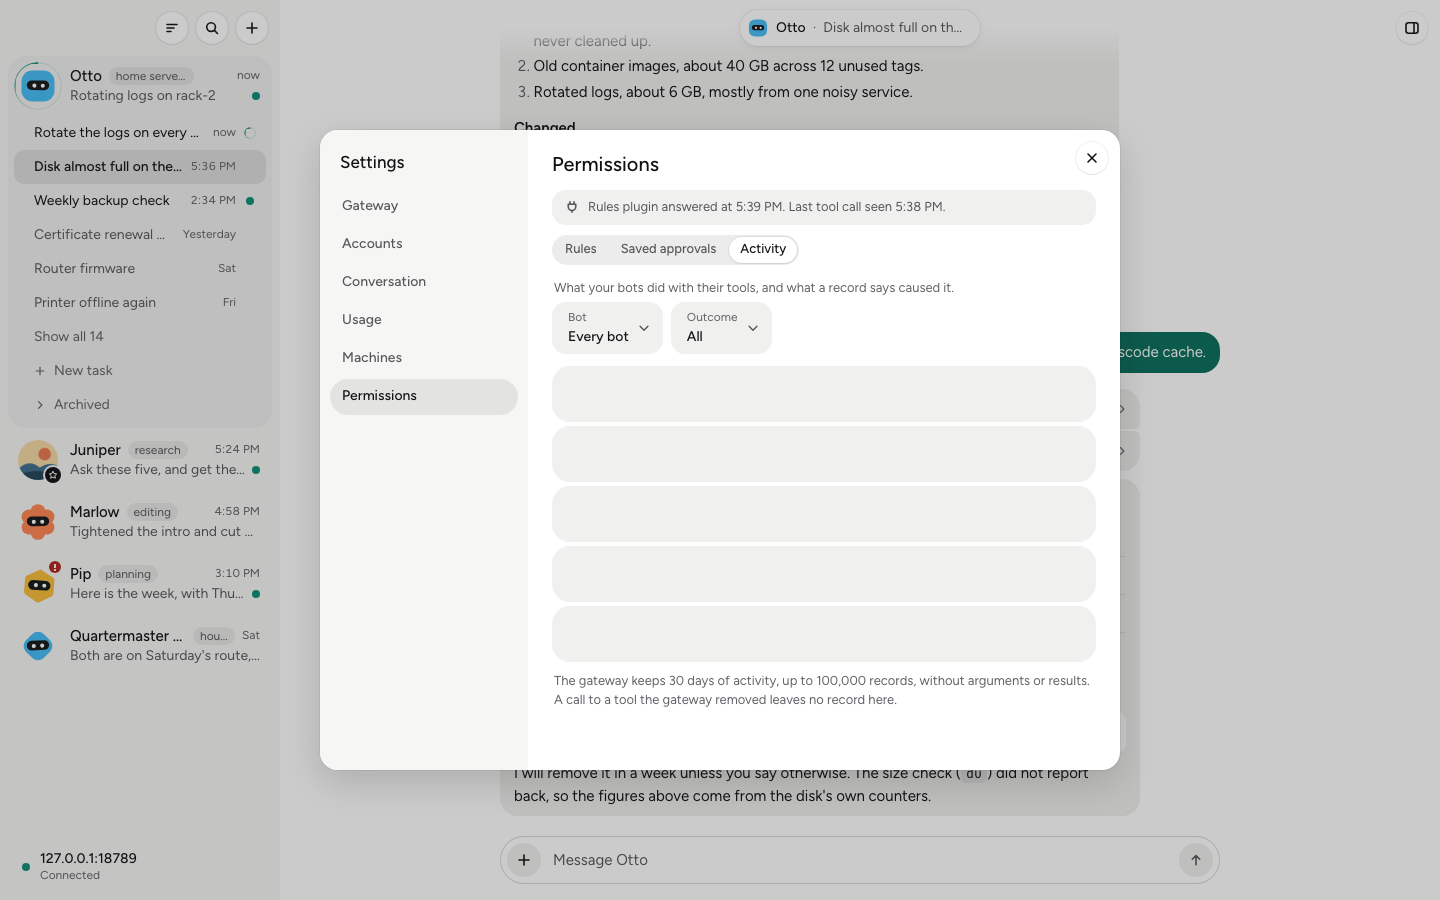 Otto
home serve...
now
Rotating logs on rack-2
Rotate the logs on every ...
now
Disk almost full on the...
5:36 PM
Weekly backup check
2:34 PM
Certificate renewal ...
Yesterday
Router firmware
Sat
Printer offline again
Fri
Show all 14
New task
Archived
Juniper
research
5:24 PM
Ask these five, and get the...
Marlow
editing
4:58 PM
Tightened the intro and cut ...
Pip
planning
3:10 PM
Here is the week, with Thu...
Quartermaster ...
hou...
Sat
Both are on Saturday's route,...
127.0.0.1:18789
Connected
Otto · Disk almost full on th...
never cleaned up.
2. Old container images, about 40 GB across 12 unused tags.
3. Rotated logs, about 6 GB, mostly from one noisy service.
Changed
scode cache.
Settings
Gateway
Accounts
Conversation
Usage
Machines
Permissions
Permissions
Rules plugin answered at 5:39 PM. Last tool call seen 5:38 PM.
Rules
Saved approvals
Activity
What your bots did with their tools, and what a record says caused it.
Bot
Every bot
Outcome
All
The gateway keeps 30 days of activity, up to 100,000 records, without arguments or results.
A call to a tool the gateway removed leaves no record here.
I will remove it in a week unless you say otherwise. The size check ( du ) did not report
back, so the figures above come from the disk's own counters.
Message Otto